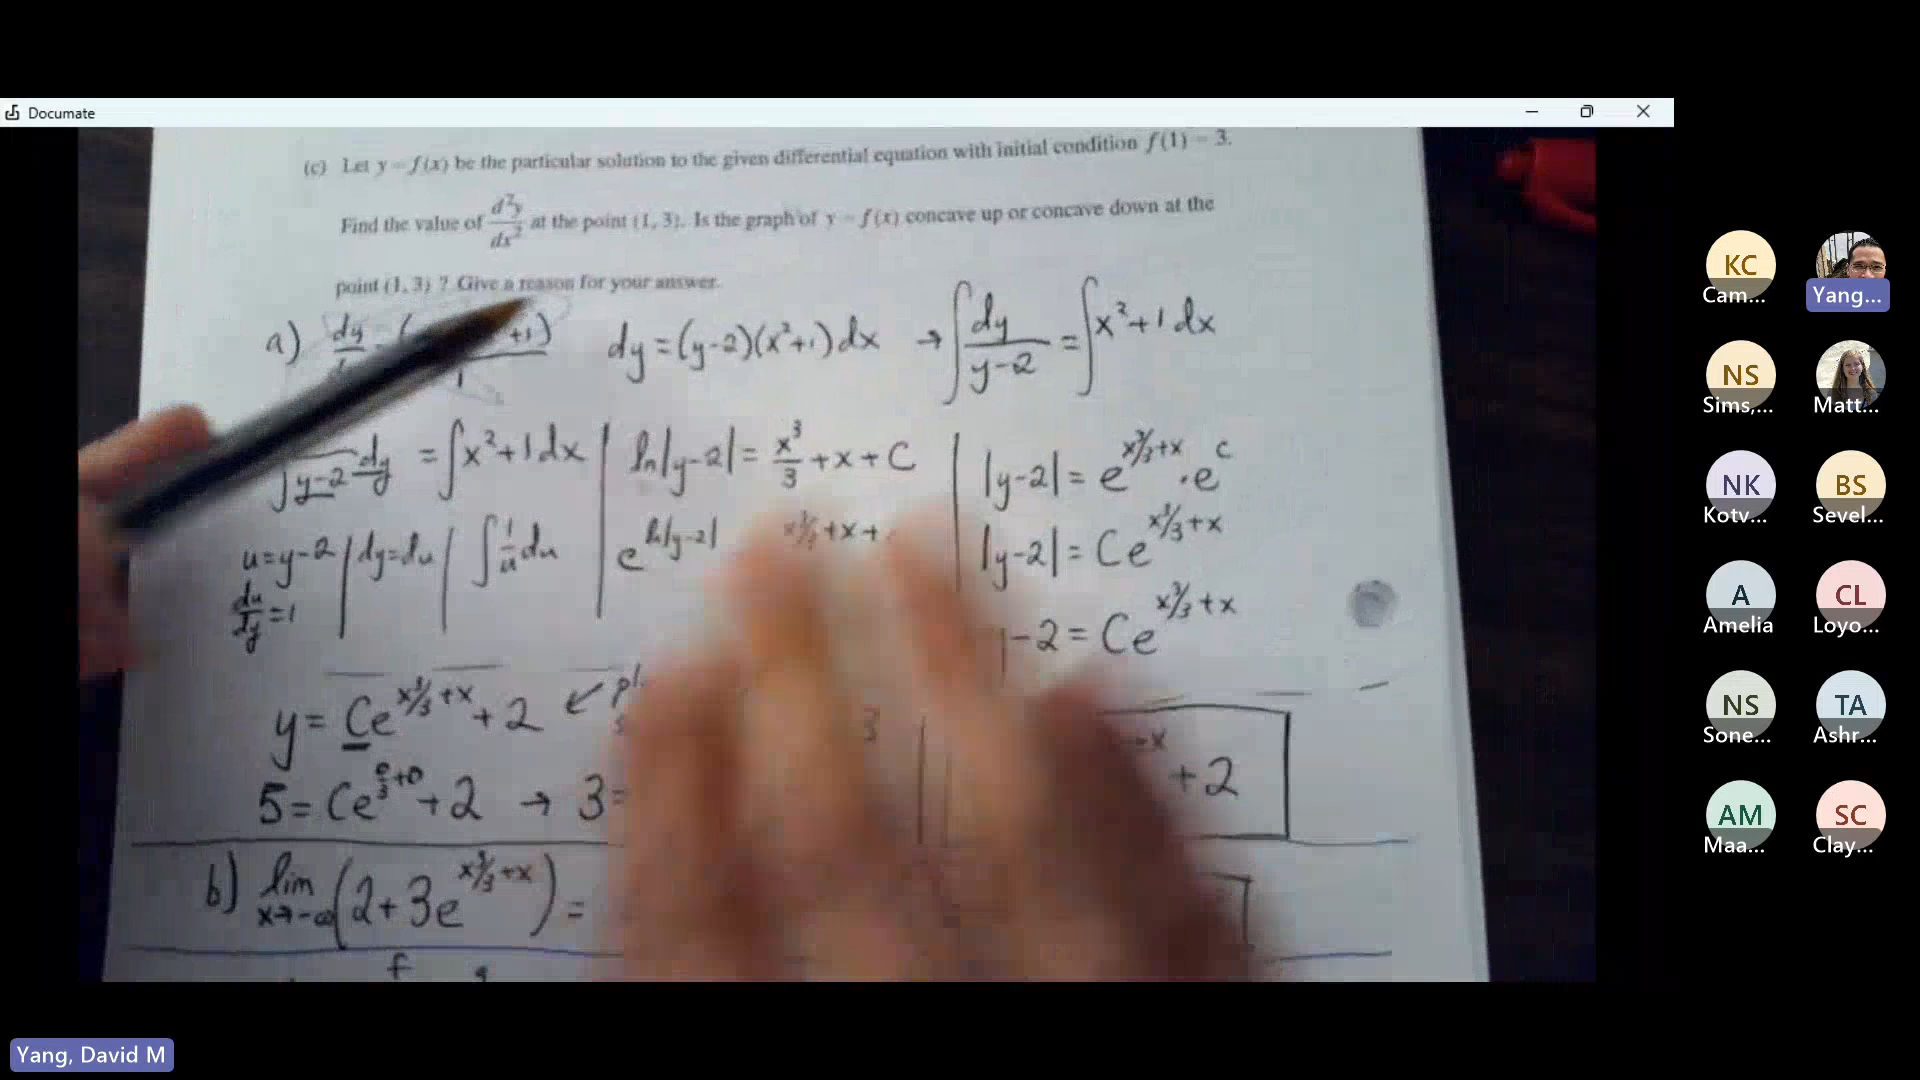 Documate
(c) Let y = f(x) be the particular solution to the given differential equation with initial condition f(1) = 3.
Find the value of d²y/dx² at the point (1, 3). Is the graph of y = f(x) concave up or concave down at the
point (1, 3) ? Give a reason for your answer.
a) dy +1) dy = (y-2)(x²+1) dx → ∫ dy/(y-2) = ∫ x²+1 dx
∫ y-2 dy = ∫ x²+1 dx | ln|y-2| = x³/3 + x + C | |y-2| = e^(x³/3+x) · e^c
u = y-2 | dy = du | ∫ 1/u du | e^(ln|y-2|) x³/3 + x + |y-2| = Ce^(x³/3+x)
du/dy = 1 -2 = Ce^(x³/3+x)
y = Ce^(x³/3+x) + 2 ↙ 3 -x
5 = Ce^(0/3+0) + 2 → 3 = +2
b) lim x→-∞ (2+3e^(x³/3+x)) =
f
KC
Cam...
Yang...
NS
Sims,...
Matt...
NK
Kotv...
BS
Sevel...
A
Amelia
CL
Loyo...
NS
Sone...
TA
Ashr...
AM
Maa...
SC
Clay...
Yang, David M